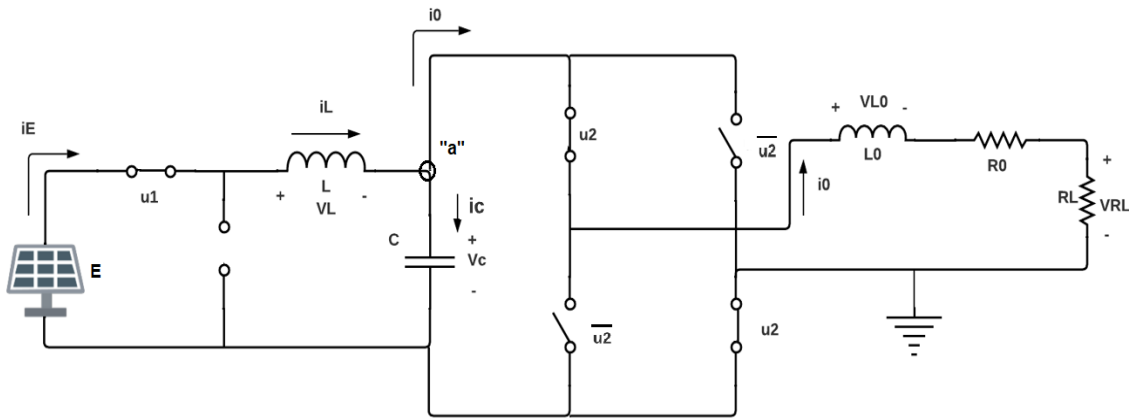 i0
iE
u1
iL
+ L -
VL
"a"
ic
C
+
Vc
-
E
u2
u2
u2
u2
+ VL0 -
L0
i0
R0
RL
+
VRL
-